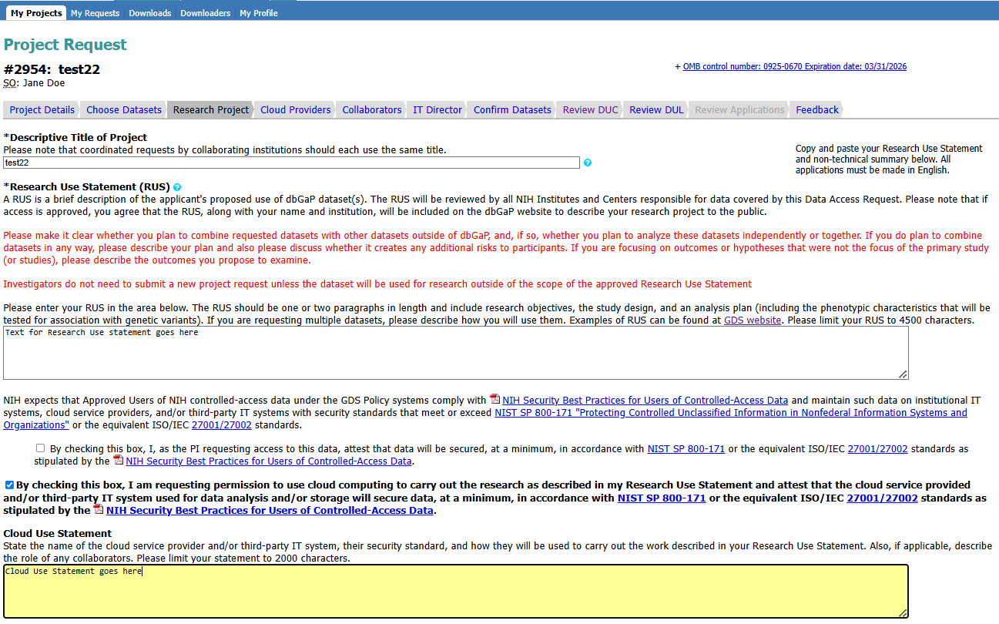 My Projects My Requests Downloads Downloaders My Profile
Project Request
#2954: test22
SO: Jane Doe
+ OMB control number: 0925-0670 Expiration date: 03/31/2026
Project Details Choose Datasets Research Project Cloud Providers Collaborators IT Director Confirm Datasets Review DUC Review DUL Review Applications Feedback
*Descriptive Title of Project
Please note that coordinated requests by collaborating institutions should each use the same title.
test22
Copy and paste your Research Use Statement
and non-technical summary below. All
applications must be made in English.
*Research Use Statement (RUS)
A RUS is a brief description of the applicant's proposed use of dbGaP dataset(s). The RUS will be reviewed by all NIH Institutes and Centers responsible for data covered by this Data Access Request. Please note that if
access is approved, you agree that the RUS, along with your name and institution, will be included on the dbGaP website to describe your research project to the public.
Please make it clear whether you plan to combine requested datasets with other datasets outside of dbGaP, and, if so, whether you plan to analyze these datasets independently or together. If you do plan to combine
datasets in any way, please describe your plan and also please discuss whether it creates any additional risks to participants. If you are focusing on outcomes or hypotheses that were not the focus of the primary study
(or studies), please describe the outcomes you propose to examine.
Investigators do not need to submit a new project request unless the dataset will be used for research outside of the scope of the approved Research Use Statement
Please enter your RUS in the area below. The RUS should be one or two paragraphs in length and include research objectives, the study design, and an analysis plan (including the phenotypic characteristics that will be
tested for association with genetic variants). If you are requesting multiple datasets, please describe how you will use them. Examples of RUS can be found at GDS website. Please limit your RUS to 4500 characters.
Text for Research Use statement goes here
NIH expects that Approved Users of NIH controlled-access data under the GDS Policy systems comply with NIH Security Best Practices for Users of Controlled-Access Data and maintain such data on institutional IT
systems, cloud service providers, and/or third-party IT systems with security standards that meet or exceed NIST SP 800-171 "Protecting Controlled Unclassified Information in Nonfederal Information Systems and
Organizations" or the equivalent ISO/IEC 27001/27002 standards.
By checking this box, I, as the PI requesting access to this data, attest that data will be secured, at a minimum, in accordance with NIST SP 800-171 or the equivalent ISO/IEC 27001/27002 standards as
stipulated by the NIH Security Best Practices for Users of Controlled-Access Data.
By checking this box, I am requesting permission to use cloud computing to carry out the research as described in my Research Use Statement and attest that the cloud service provided
and/or third-party IT system used for data analysis and/or storage will secure data, at a minimum, in accordance with NIST SP 800-171 or the equivalent ISO/IEC 27001/27002 standards as
stipulated by the NIH Security Best Practices for Users of Controlled-Access Data.
Cloud Use Statement
State the name of the cloud service provider and/or third-party IT system, their security standard, and how they will be used to carry out the work described in your Research Use Statement. Also, if applicable, describe
the role of any collaborators. Please limit your statement to 2000 characters.
Cloud Use Statement goes here